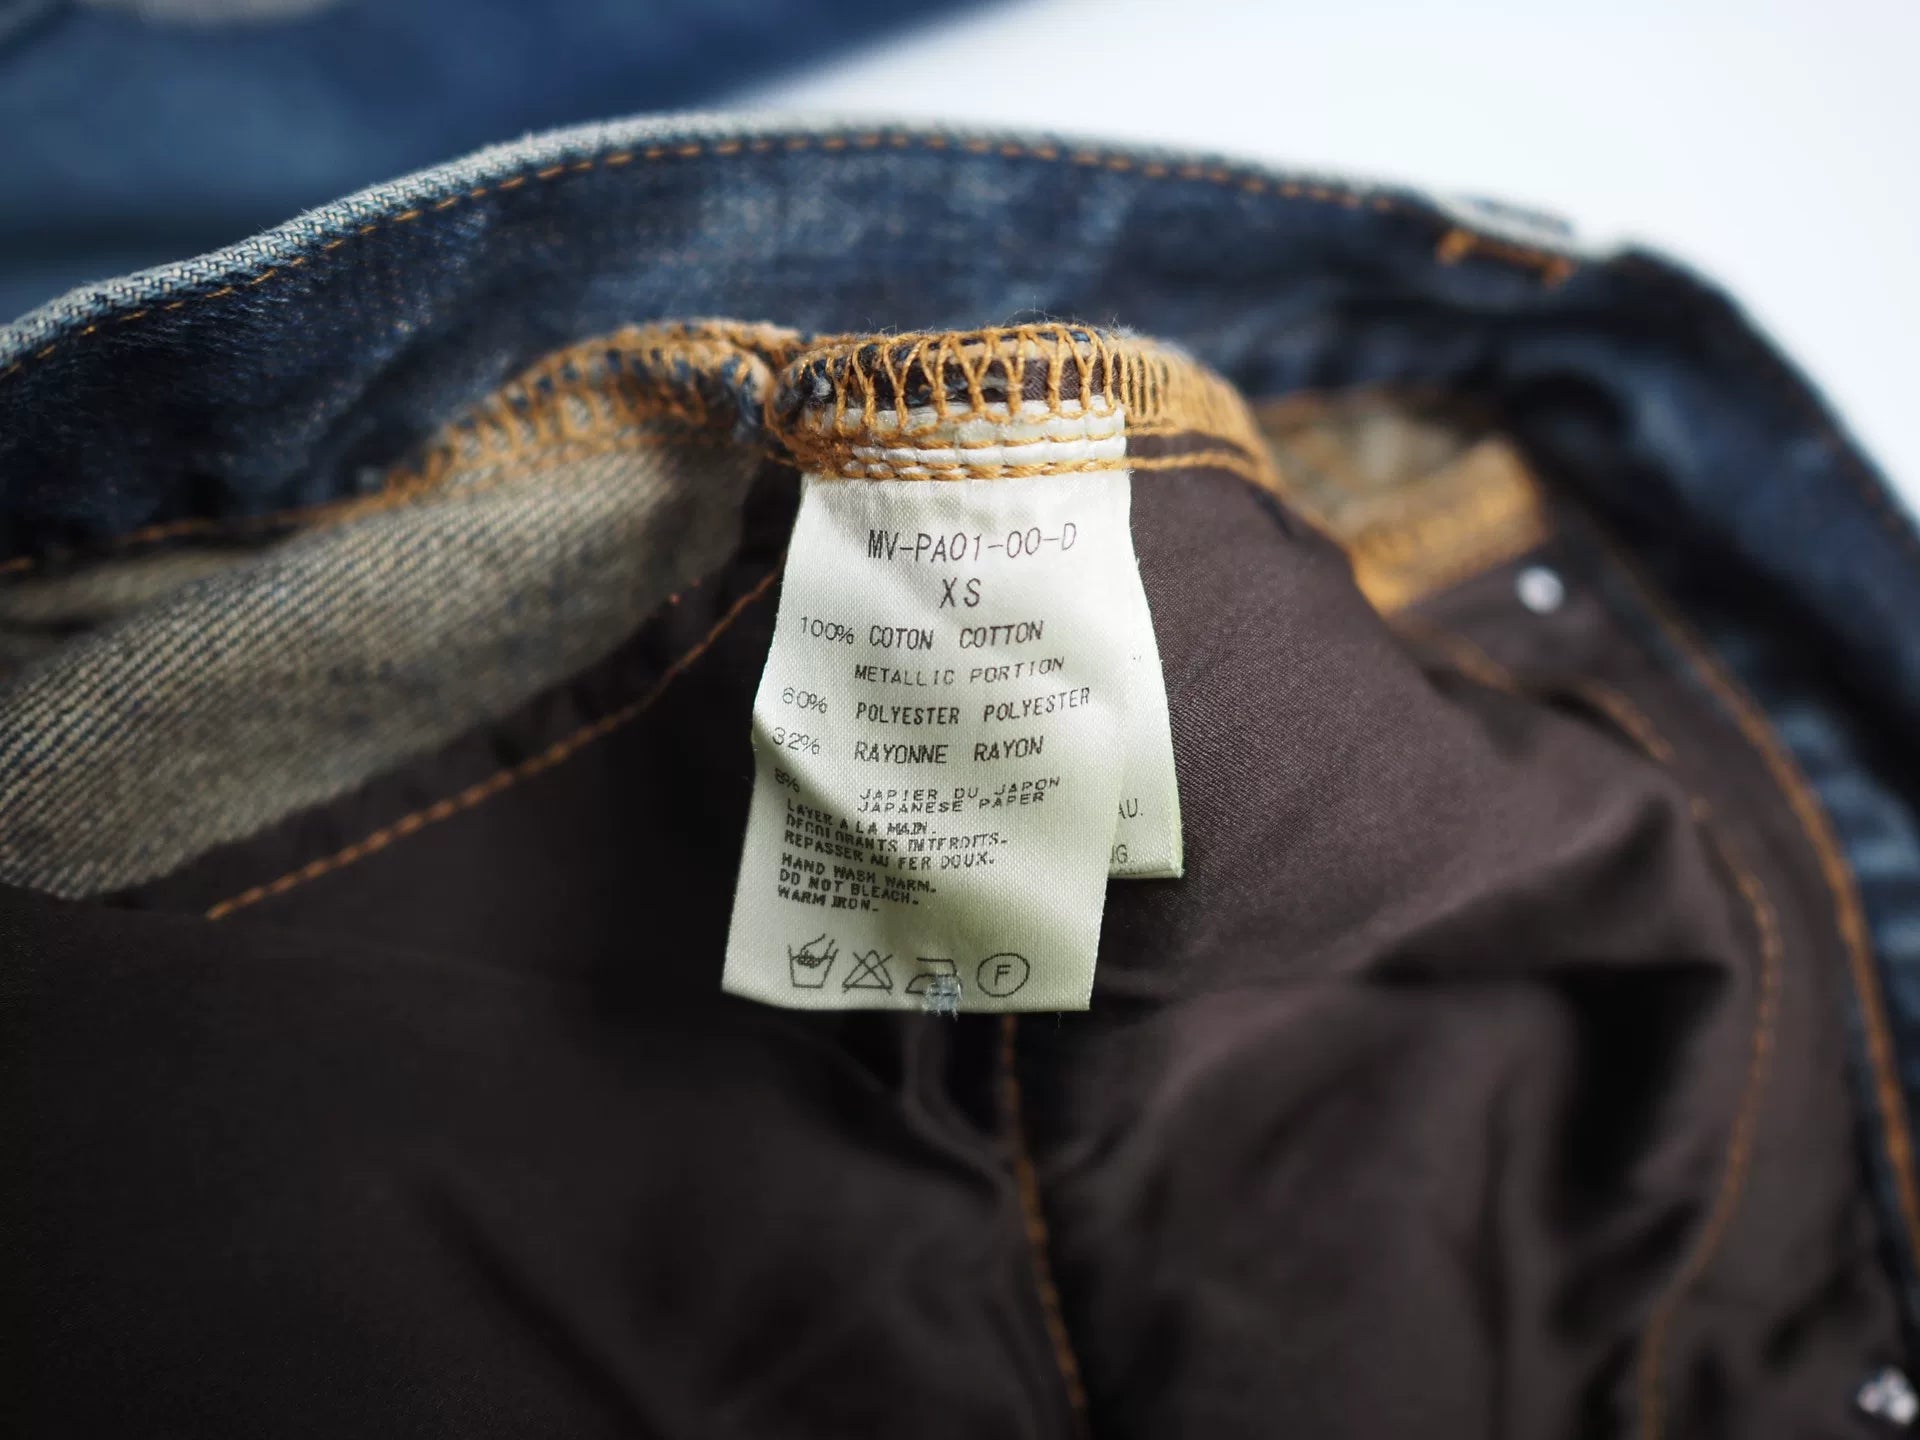 MV-PA01-00-D
XS
100% COTON COTTON
METALLIC PORTION
60% POLYESTER POLYESTER
32% RAYONNE RAYON
8% JAPIER DU JAPON
JAPANESE PAPER
LAVER A LA MAIN.
DECOLORANTS INTERDITS.
REPASSER AU FER DOUX.
HAND WASH WARM.
DO NOT BLEACH.
WARM IRON.
F
AU.